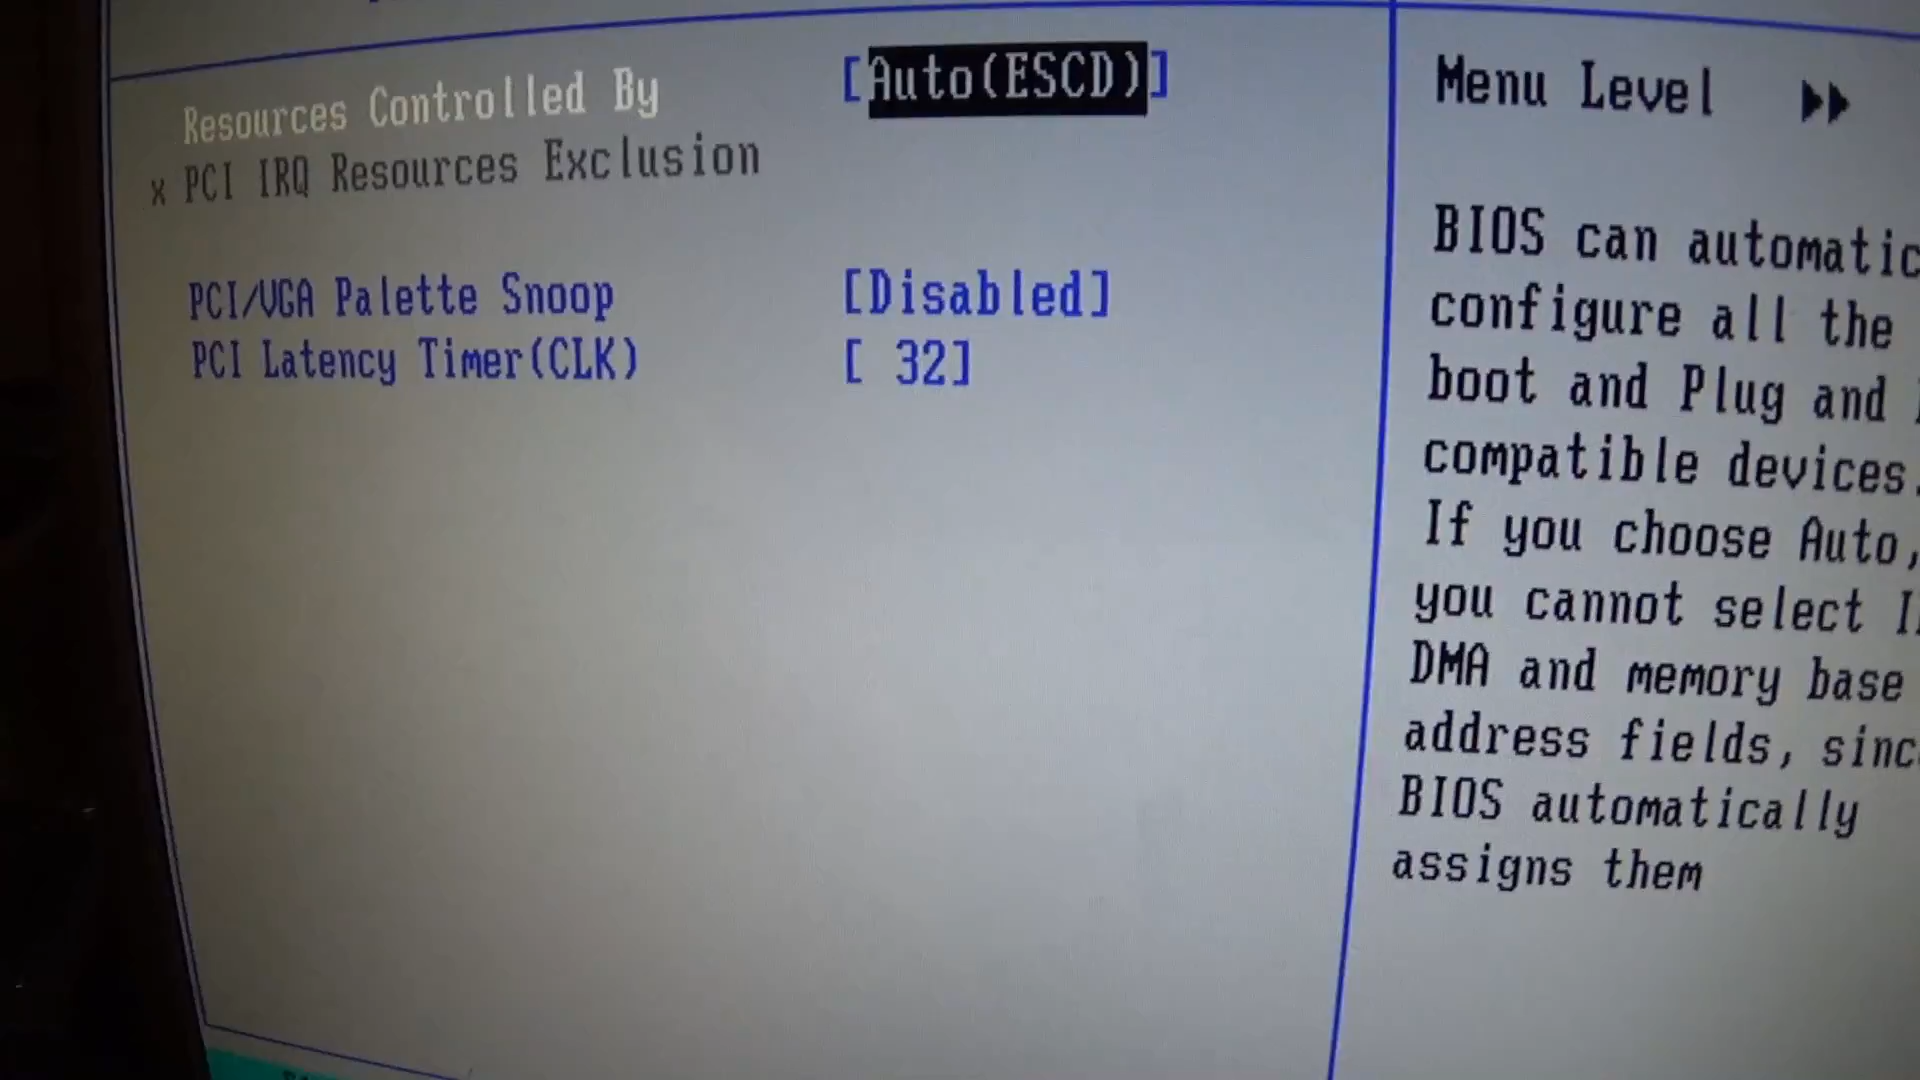 Resources Controlled By [Auto(ESCD)]
x PCI IRQ Resources Exclusion
PCI/VGA Palette Snoop [Disabled]
PCI Latency Timer(CLK) [ 32]
Menu Level ▶▶
BIOS can automatic
configure all the
boot and Plug and
compatible devices.
If you choose Auto,
you cannot select
DMA and memory base
address fields, sinc
BIOS automatically
assigns them